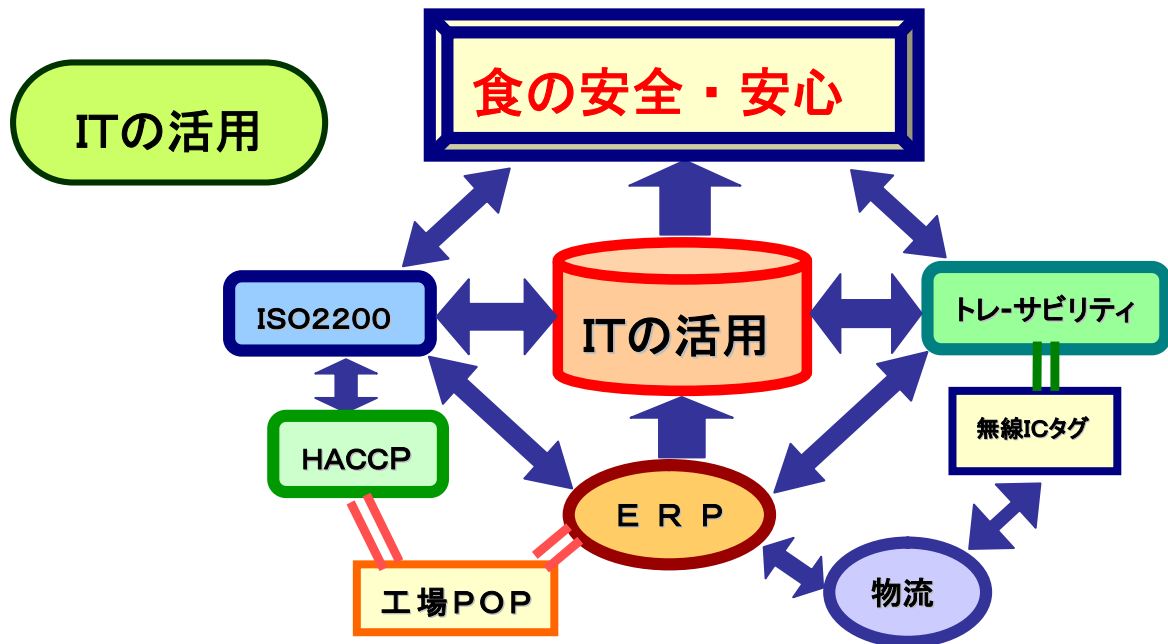 食の安全・安心
ITの活用
ISO2200
ITの活用
トレ-サビリティ
無線ICタグ
HACCP
ＥＲＰ
工場ＰＯＰ
物流